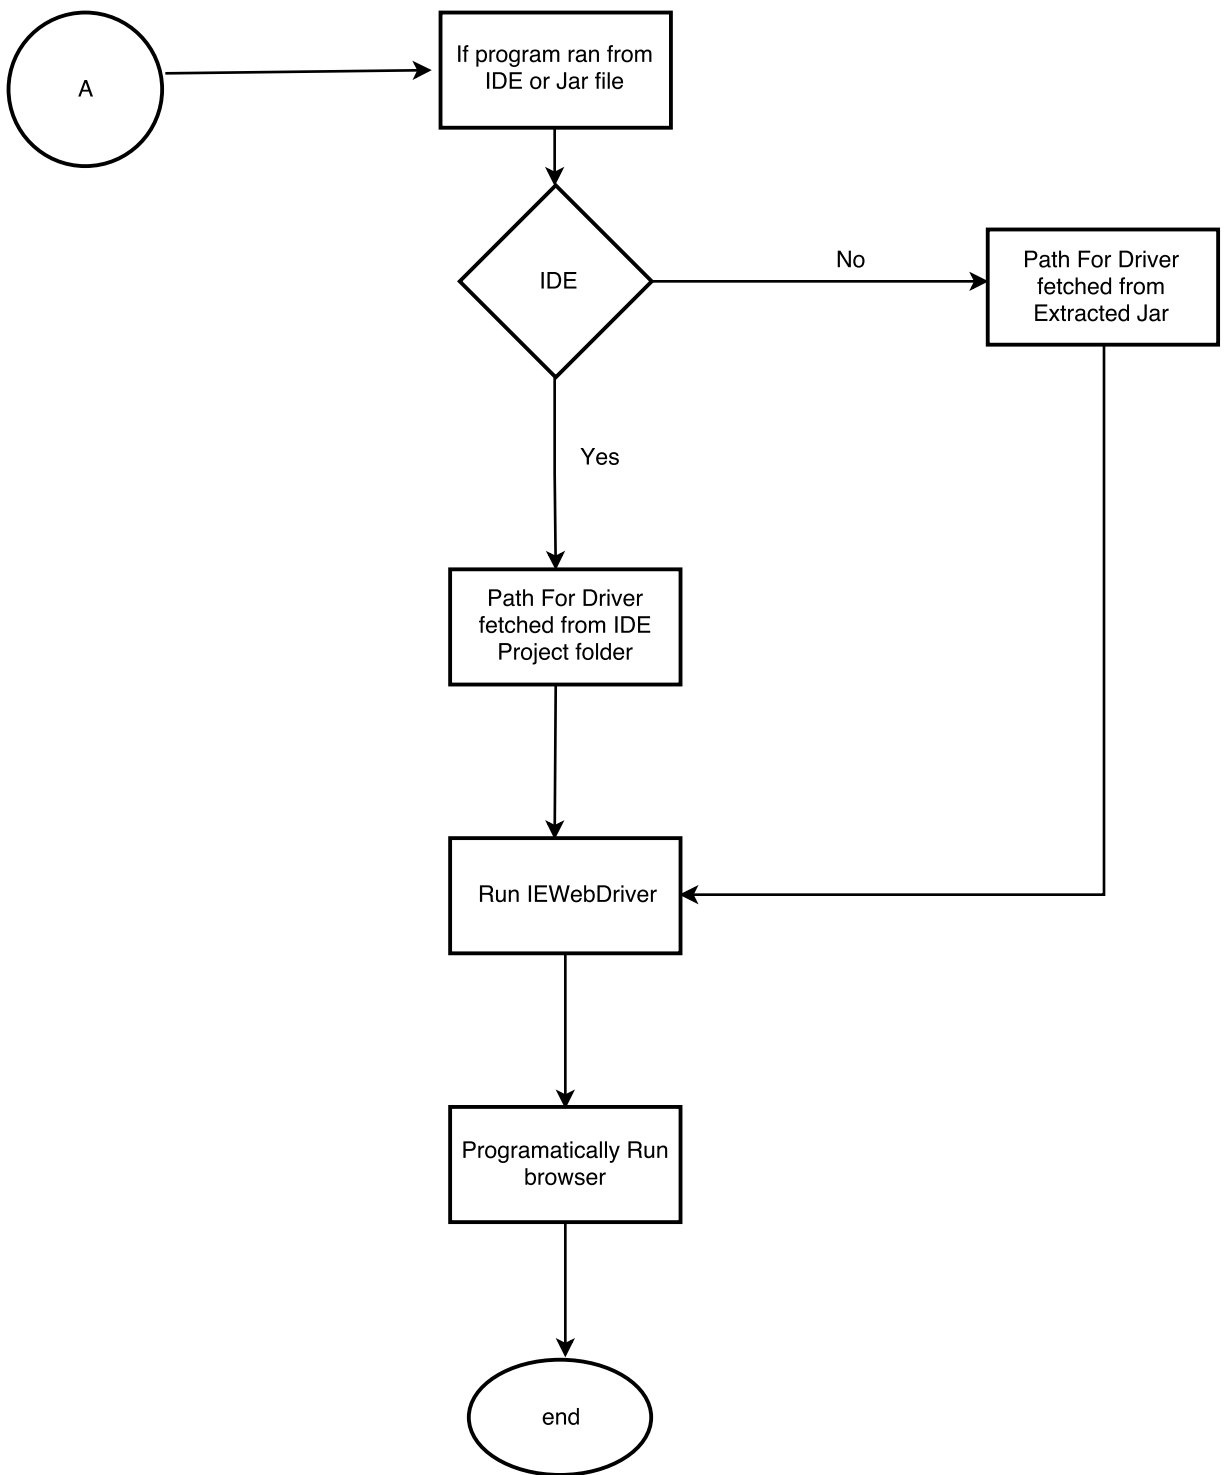 A
If program ran from
IDE or Jar file
IDE
No
Path For Driver
fetched from
Extracted Jar
Yes
Path For Driver
fetched from IDE
Project folder
Run IEWebDriver
Programatically Run
browser
end